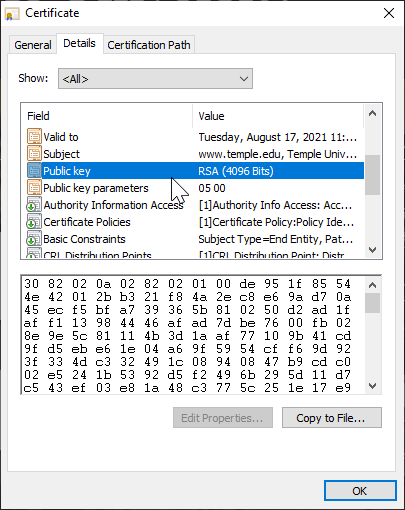 Certificate
General Details Certification Path
Show: <All>
Field Value
Valid to Tuesday, August 17, 2021 11:...
Subject www.temple.edu, Temple Univ...
Public key RSA (4096 Bits)
Public key parameters 05 00
Authority Information Access [1]Authority Info Access: Acc...
Certificate Policies [1]Certificate Policy:Policy Ide...
Basic Constraints Subject Type=End Entity, Pat...
CRL Distribution Points [1]CRL Distribution Point: Distr...
30 82 02 0a 02 82 02 01 00 de 95 1f 85 54
4e 42 01 2b b3 21 f8 4a 2e c8 e6 9a d7 0a
45 ec f5 bf a7 39 36 5b 81 02 50 d2 ad 1f
af f1 13 98 44 46 af ad 7d be 76 00 fb 02
8e 9e 5c 81 11 4b 3d 1a af 77 10 9b 41 cd
9f d5 eb e6 1e 04 a6 9f 59 54 cf f6 9d 92
3f 33 4d c3 32 49 1c 08 94 08 47 b9 cd c0
02 e5 24 1b 53 92 d5 f2 49 6b 29 5d 11 d7
c5 43 ef 03 e8 1a 48 c3 77 5c 25 1e 17 e9
Edit Properties... Copy to File...
OK